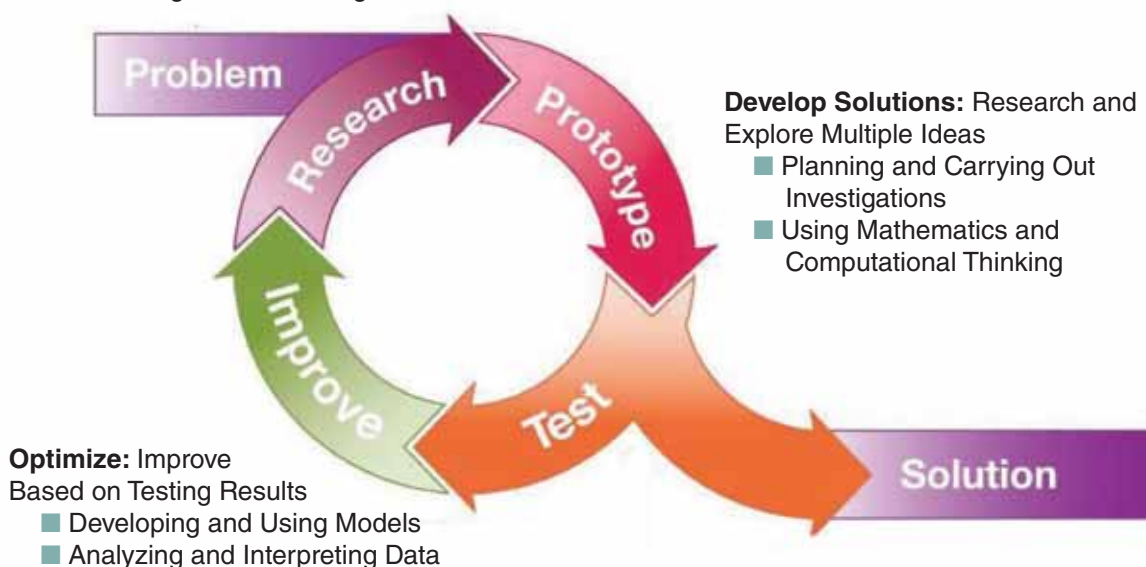 Problem
Research
Prototype
Develop Solutions: Research and
Explore Multiple Ideas
Planning and Carrying Out
Investigations
Using Mathematics and
Computational Thinking
Improve
Test
Optimize: Improve
Based on Testing Results
Developing and Using Models
Analyzing and Interpreting Data
Solution